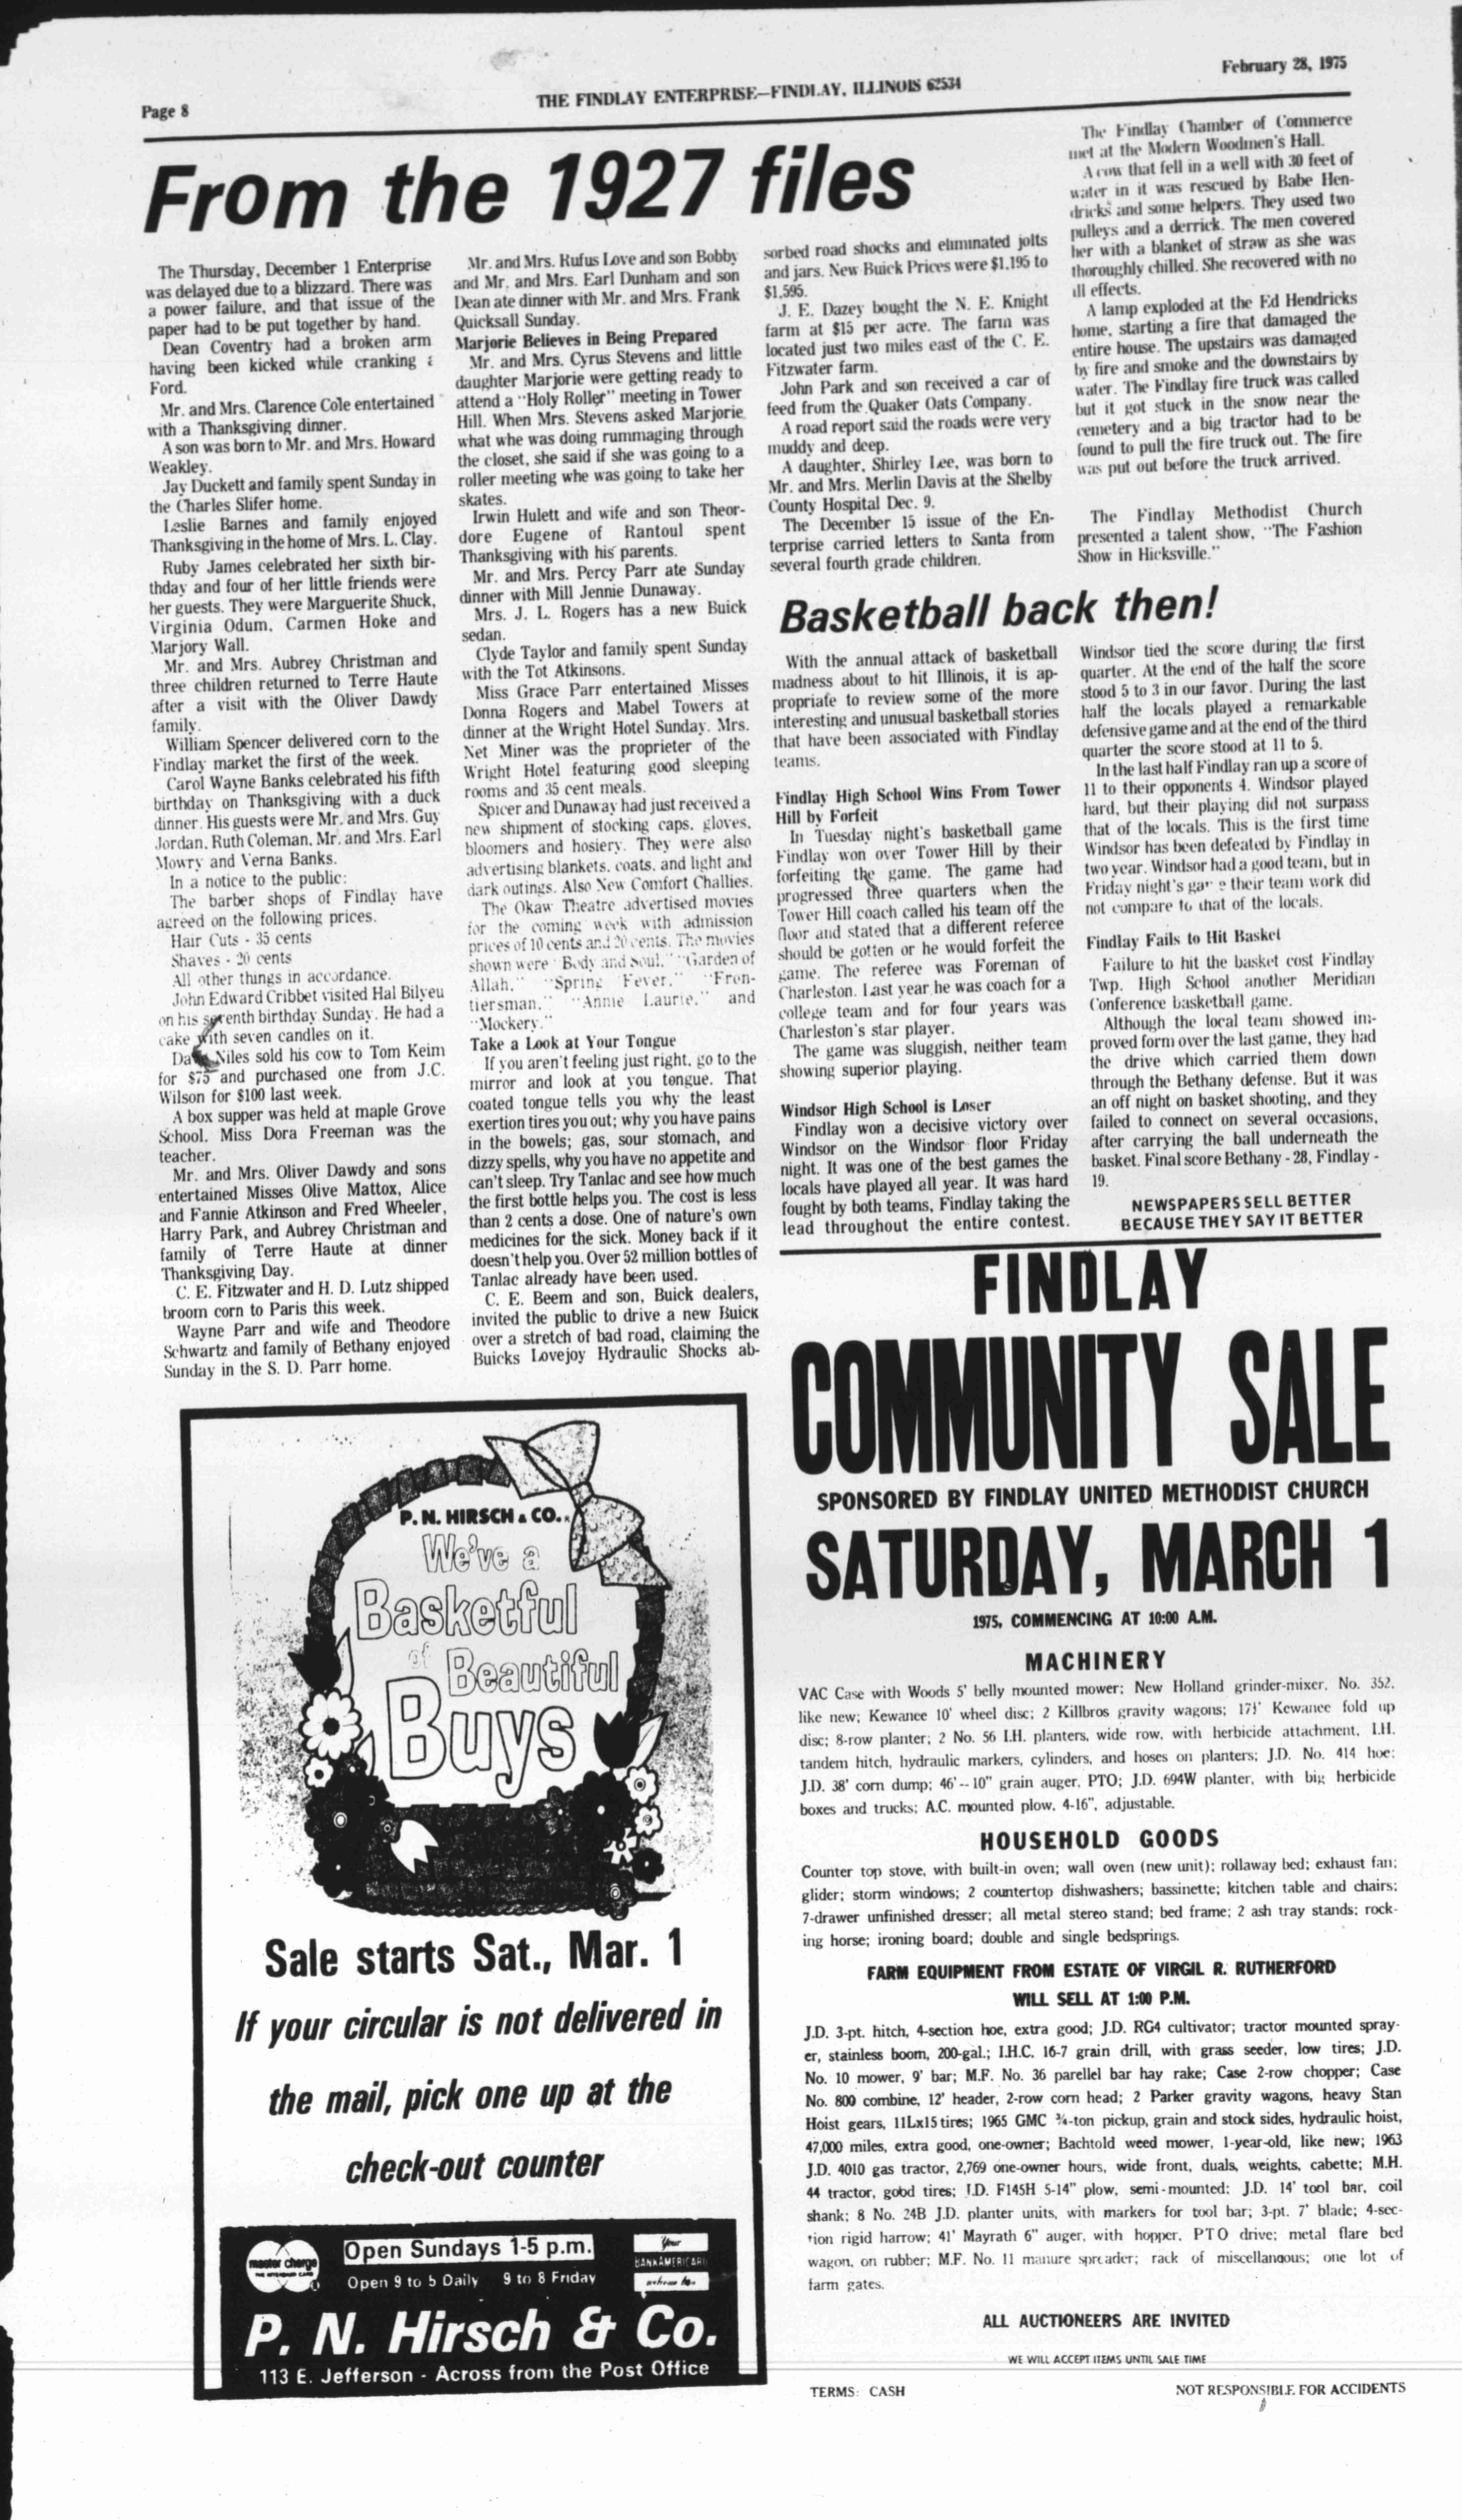 Page 8
THE FINDLAY ENTERPRISE—FINDLAY, ILLINOIS 62534
February 28, 1975
From the 1927 files
The Thursday, December 1 Enterprise
was delayed due to a blizzard. There was
a power failure, and that issue of the
paper had to be put together by hand.
Dean Coventry had a broken arm
having been kicked while cranking
Ford.
Mr. and Mrs. Clarence Cole entertained
with a Thanksgiving dinner.
A son was born to Mr. and Mrs. Howard
Weakley.
Jay Duckett and family spent Sunday in
the Charles Slifer home.
Leslie Barnes and family enjoyed
Thanksgiving in the home of Mrs. L. Clay.
Ruby James celebrated her sixth bir-
thday and four of her little friends were
her guests. They were Marguerite Shuck,
Virginia Odum, Carmen Hoke and
Marjory Wall.
Mr. and Mrs. Aubrey Christman and
three children returned to Terre Haute
after a visit with the Oliver Dawdy
family.
William Spencer delivered corn to the
Findlay market the first of the week.
Carol Wayne Banks celebrated his fifth
birthday on Thanksgiving with a duck
dinner. His guests were Mr. and Mrs. Guy
Jordan, Ruth Coleman, Mr. and Mrs. Earl
Mowry and Verna Banks.
In a notice to the public:
The barber shops of Findlay have
agreed on the following prices.
Hair Cuts - 35 cents
Shaves - 20 cents
All other things in accordance.
John Edward Cribbet visited Hal Bilyeu
on his seventh birthday Sunday. He had a
cake with seven candles on it.
Niles sold his cow to Tom Keim
for $75 and purchased one from J.C.
Wilson for $100 last week.
A box supper was held at maple Grove
School. Miss Dora Freeman was the
teacher.
Mr. and Mrs. Oliver Dawdy and sons
entertained Misses Olive Mattox, Alice
and Fannie Atkinson and Fred Wheeler,
Harry Park, and Aubrey Christman and
family of Terre Haute at dinner
Thanksgiving Day.
C. E. Fitzwater and H. D. Lutz shipped
broom corn to Paris this week.
Wayne Parr and wife and Theodore
Schwartz and family of Bethany enjoyed
Sunday in the S. D. Parr home.
Mr. and Mrs. Rufus Love and son Bobby
and Mr. and Mrs. Earl Dunham and son
Dean ate dinner with Mr. and Mrs. Frank
Quicksall Sunday.
Marjorie Believes in Being Prepared
Mr. and Mrs. Cyrus Stevens and little
daughter Marjorie were getting ready to
attend a "Holy Roller" meeting in Tower
Hill. When Mrs. Stevens asked Marjorie
what whe was doing rummaging through
the closet, she said if she was going to a
roller meeting whe was going to take her
skates.
Irwin Hulett and wife and son Theor-
dore Eugene of Rantoul spent
Thanksgiving with his parents.
Mr. and Mrs. Percy Parr ate Sunday
dinner with Mill Jennie Dunaway.
Mrs. J. L. Rogers has a new Buick
sedan.
Clyde Taylor and family spent Sunday
with the Tot Atkinsons.
Miss Grace Parr entertained Misses
Donna Rogers and Mabel Towers at
dinner at the Wright Hotel Sunday. Mrs.
Net Miner was the proprieter of the
Wright Hotel featuring good sleeping
rooms and 35 cent meals.
Spicer and Dunaway had just received a
new shipment of stocking caps, gloves,
bloomers and hosiery. They were also
advertising blankets, coats, and light and
dark outings. Also New Comfort Challies.
The Okaw Theatre advertised movies
for the coming week with admission
prices of 10 cents and 20 cents. The movies
shown were "Body and Soul," "Garden of
Allah," "Spring Fever," "Fron-
tiersman," "Annie Laurie," and
"Mockery."
Take a Look at Your Tongue
If you aren't feeling just right, go to the
mirror and look at you tongue. That
coated tongue tells you why the least
exertion tires you out; why you have pains
in the bowels; gas, sour stomach, and
dizzy spells, why you have no appetite and
can't sleep. Try Tanlac and see how much
the first bottle helps you. The cost is less
than 2 cents a dose. One of nature's own
medicines for the sick. Money back if it
doesn't help you. Over 52 million bottles of
Tanlac already have been used.
C. E. Beem and son, Buick dealers,
invited the public to drive a new Buick
over a stretch of bad road, claiming the
Buicks Lovejoy Hydraulic Shocks ab-
sorbed road shocks and eliminated jolts
and jars. New Buick Prices were $1,195 to
$1,595.
J. E. Dazey bought the N. E. Knight
farm at $15 per acre. The farm was
located just two miles east of the C. E.
Fitzwater farm.
John Park and son received a car of
feed from the Quaker Oats Company.
A road report said the roads were very
muddy and deep.
A daughter, Shirley Lee, was born to
Mr. and Mrs. Merlin Davis at the Shelby
County Hospital Dec. 9.
The December 15 issue of the En-
terprise carried letters to Santa from
several fourth grade children.
The Findlay Chamber of Commerce
met at the Modern Woodmen's Hall.
A cow that fell in a well with 30 feet of
water in it was rescued by Babe Hen-
dricks and some helpers. They used two
pulleys and a derrick. The men covered
her with a blanket of straw as she was
thoroughly chilled. She recovered with no
ill effects.
A lamp exploded at the Ed Hendricks
home, starting a fire that damaged the
entire house. The upstairs was damaged
by fire and smoke and the downstairs by
water. The Findlay fire truck was called
but it got stuck in the snow near the
cemetery and a big tractor had to be
found to pull the fire truck out. The fire
was put out before the truck arrived.
The Findlay Methodist Church
presented a talent show, "The Fashion
Show in Hicksville."
Basketball back then!
With the annual attack of basketball
madness about to hit Illinois, it is ap-
propriate to review some of the more
interesting and unusual basketball stories
that have been associated with Findlay
teams.
Findlay High School Wins From Tower
Hill by Forfeit
In Tuesday night's basketball game
Findlay won over Tower Hill by their
forfeiting the game. The game had
progressed three quarters when the
Tower Hill coach called his team off the
floor and stated that a different referee
should be gotten or he would forfeit the
game. The referee was Foreman of
Charleston. Last year he was coach for a
college team and for four years was
Charleston's star player.
The game was sluggish, neither team
showing superior playing.
Windsor High School is Loser
Findlay won a decisive victory over
Windsor on the Windsor floor Friday
night. It was one of the best games the
locals have played all year. It was hard
fought by both teams, Findlay taking the
lead throughout the entire contest.
Windsor tied the score during the first
quarter. At the end of the half the score
stood 5 to 3 in our favor. During the last
half the locals played a remarkable
defensive game and at the end of the third
quarter the score stood at 11 to 5.
In the last half Findlay ran up a score of
11 to their opponents 4. Windsor played
hard, but their playing did not surpass
that of the locals. This is the first time
Windsor has been defeated by Findlay in
two year. Windsor had a good team, but in
Friday night's their team work did
not compare to that of the locals.
Findlay Fails to Hit Basket
Failure to hit the basket cost Findlay
Twp. High School another Meridian
Conference basketball game.
Although the local team showed im-
proved form over the last game, they had
the drive which carried them down
through the Bethany defense. But it was
an off night on basket shooting, and they
failed to connect on several occasions,
after carrying the ball underneath the
basket. Final score Bethany - 28, Findlay -
19.
NEWSPAPERS SELL BETTER
BECAUSE THEY SAY IT BETTER
P. N. HIRSCH & CO.
We've a
Basketful
of Beautiful
Buys
Sale starts Sat., Mar. 1
If your circular is not delivered in
the mail, pick one up at the
check-out counter
master charge
THE INTERBANK CARD
Open Sundays 1-5 p.m.
Open 9 to 5 Daily 9 to 8 Friday
Your
BANKAMERICARD
welcome here
P. N. Hirsch & Co.
113 E. Jefferson - Across from the Post Office
FINDLAY
COMMUNITY SALE
SPONSORED BY FINDLAY UNITED METHODIST CHURCH
SATURDAY, MARCH 1
1975, COMMENCING AT 10:00 A.M.
MACHINERY
VAC Case with Woods 5' belly mounted mower; New Holland grinder-mixer, No. 352,
like new; Kewanee 10' wheel disc; 2 Killbros gravity wagons; Kewanee fold up
disc; 8-row planter; 2 No. 56 I.H. planters, wide row, with herbicide attachment, I.H.
tandem hitch, hydraulic markers, cylinders, and hoses on planters; J.D. No. 414 hoe;
J.D. 38' corn dump; 46'--10" grain auger, PTO; J.D. 694W planter, with big herbicide
boxes and trucks; A.C. mounted plow, 4-16", adjustable.
HOUSEHOLD GOODS
Counter top stove, with built-in oven; wall oven (new unit); rollaway bed; exhaust fan;
glider; storm windows; 2 countertop dishwashers; bassinette; kitchen table and chairs;
7-drawer unfinished dresser; all metal stereo stand; bed frame; 2 ash tray stands; rock-
ing horse; ironing board; double and single bedsprings.
FARM EQUIPMENT FROM ESTATE OF VIRGIL R. RUTHERFORD
WILL SELL AT 1:00 P.M.
J.D. 3-pt. hitch, 4-section hoe, extra good; J.D. RG4 cultivator; tractor mounted spray-
er, stainless boom, 200-gal.; I.H.C. 16-7 grain drill, with grass seeder, low tires; J.D.
No. 10 mower, 9' bar; M.F. No. 36 parellel bar hay rake; Case 2-row chopper; Case
No. 800 combine, 12' header, 2-row corn head; 2 Parker gravity wagons, heavy Stan
Hoist gears, 11Lx15 tires; 1965 GMC ¾-ton pickup, grain and stock sides, hydraulic hoist,
47,000 miles, extra good, one-owner; Bachtold weed mower, 1-year-old, like new; 1963
J.D. 4010 gas tractor, 2,769 one-owner hours, wide front, duals, weights, cabette; M.H.
44 tractor, good tires; J.D. F145H 5-14" plow, semi-mounted; J.D. 14' tool bar, coil
shank; 8 No. 24B J.D. planter units, with markers for tool bar; 3-pt. 7' blade; 4-sec-
tion rigid harrow; 41' Mayrath 6" auger, with hopper, PTO drive; metal flare bed
wagon, on rubber; M.F. No. 11 manure spreader; rack of miscellanous; one lot of
farm gates.
ALL AUCTIONEERS ARE INVITED
WE WILL ACCEPT ITEMS UNTIL SALE TIME
TERMS: CASH
NOT RESPONSIBLE FOR ACCIDENTS